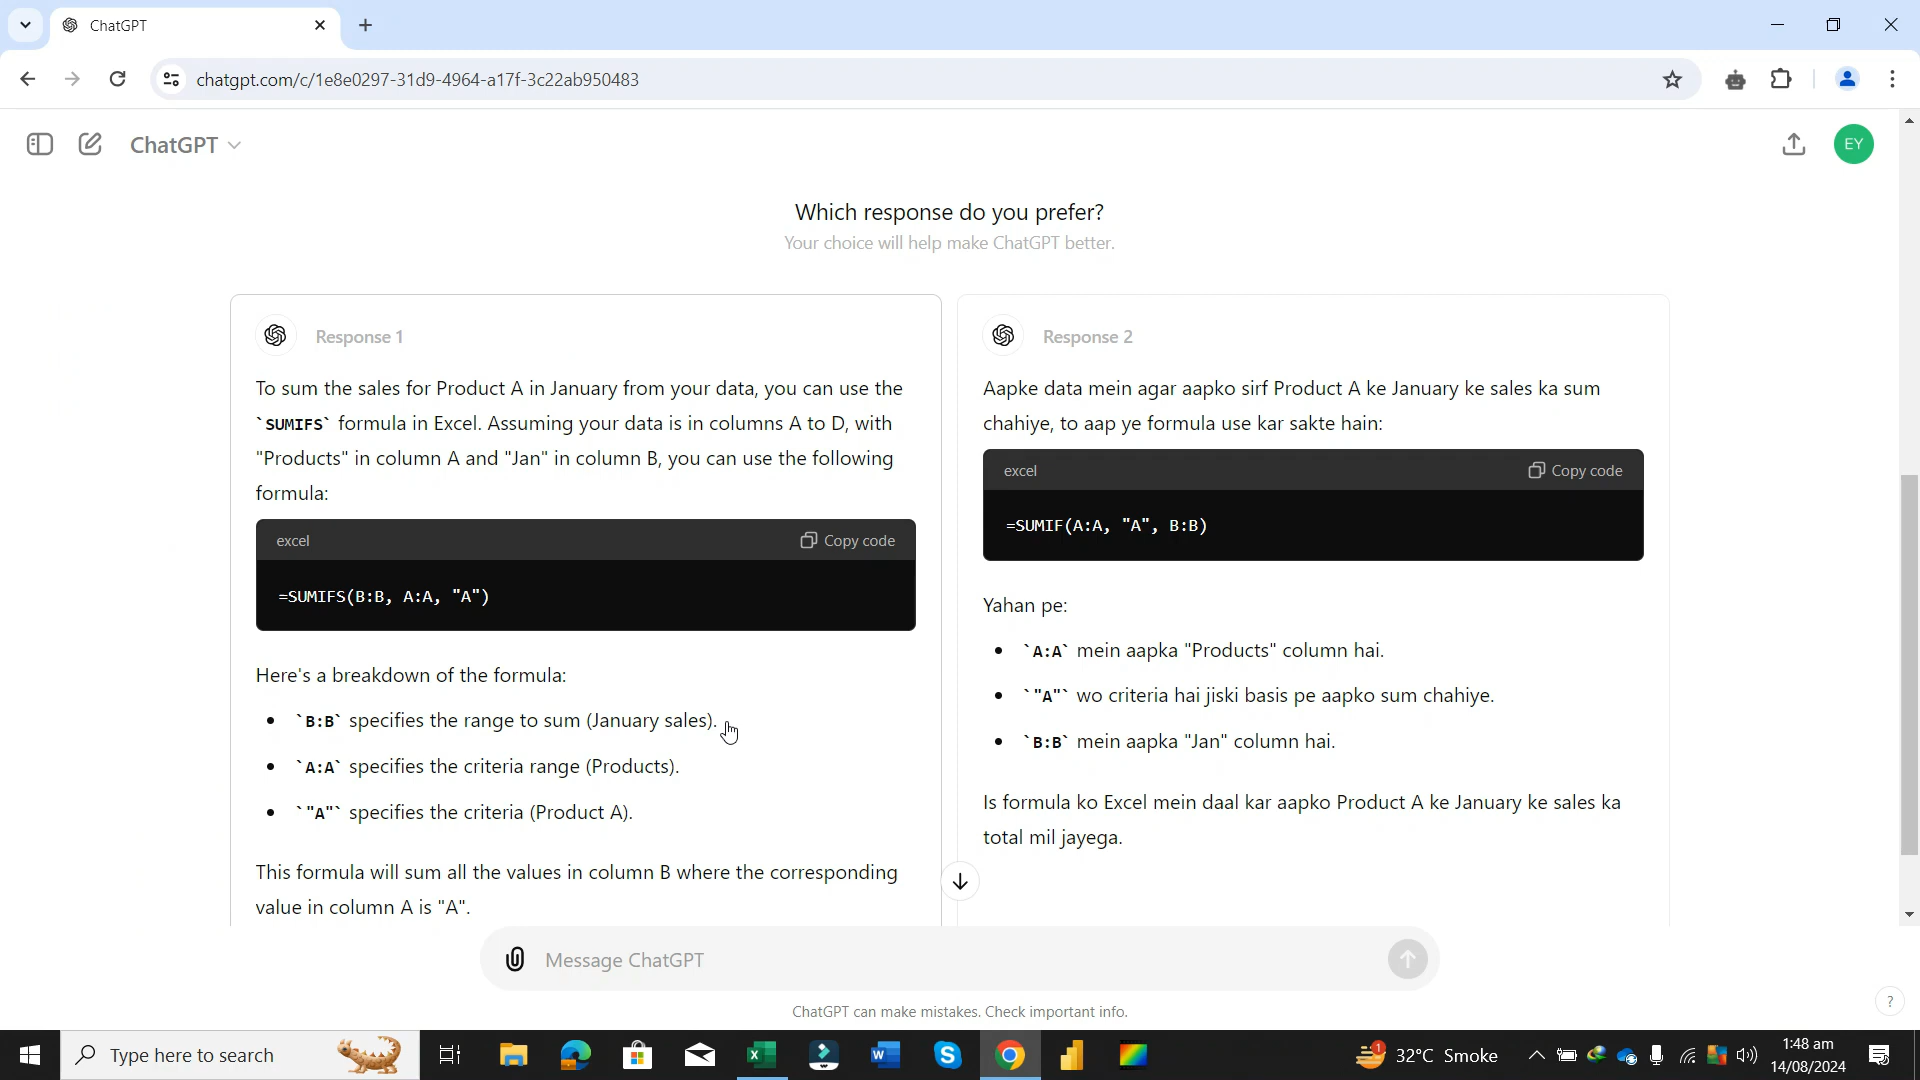 ChatGPT
chatgpt.com/c/1e8e0297-31d9-4964-a17f-3c22ab950483
ChatGPT
EY
Which response do you prefer?
Your choice will help make ChatGPT better.
Response 1
To sum the sales for Product A in January from your data, you can use the
`SUMIFS` formula in Excel. Assuming your data is in columns A to D, with
"Products" in column A and "Jan" in column B, you can use the following
formula:
excel
Copy code
=SUMIFS(B:B, A:A, "A")
Here's a breakdown of the formula:
• `B:B` specifies the range to sum (January sales).
• `A:A` specifies the criteria range (Products).
• `"A"` specifies the criteria (Product A).
This formula will sum all the values in column B where the corresponding
value in column A is "A".
Response 2
Aapke data mein agar aapko sirf Product A ke January ke sales ka sum
chahiye, to aap ye formula use kar sakte hain:
excel
Copy code
=SUMIF(A:A, "A", B:B)
Yahan pe:
• `A:A` mein aapka "Products" column hai.
• `"A"` wo criteria hai jiski basis pe aapko sum chahiye.
• `B:B` mein aapka "Jan" column hai.
Is formula ko Excel mein daal kar aapko Product A ke January ke sales ka
total mil jayega.
Message ChatGPT
ChatGPT can make mistakes. Check important info.
?
Type here to search
1
32°C Smoke
1:48 am
14/08/2024